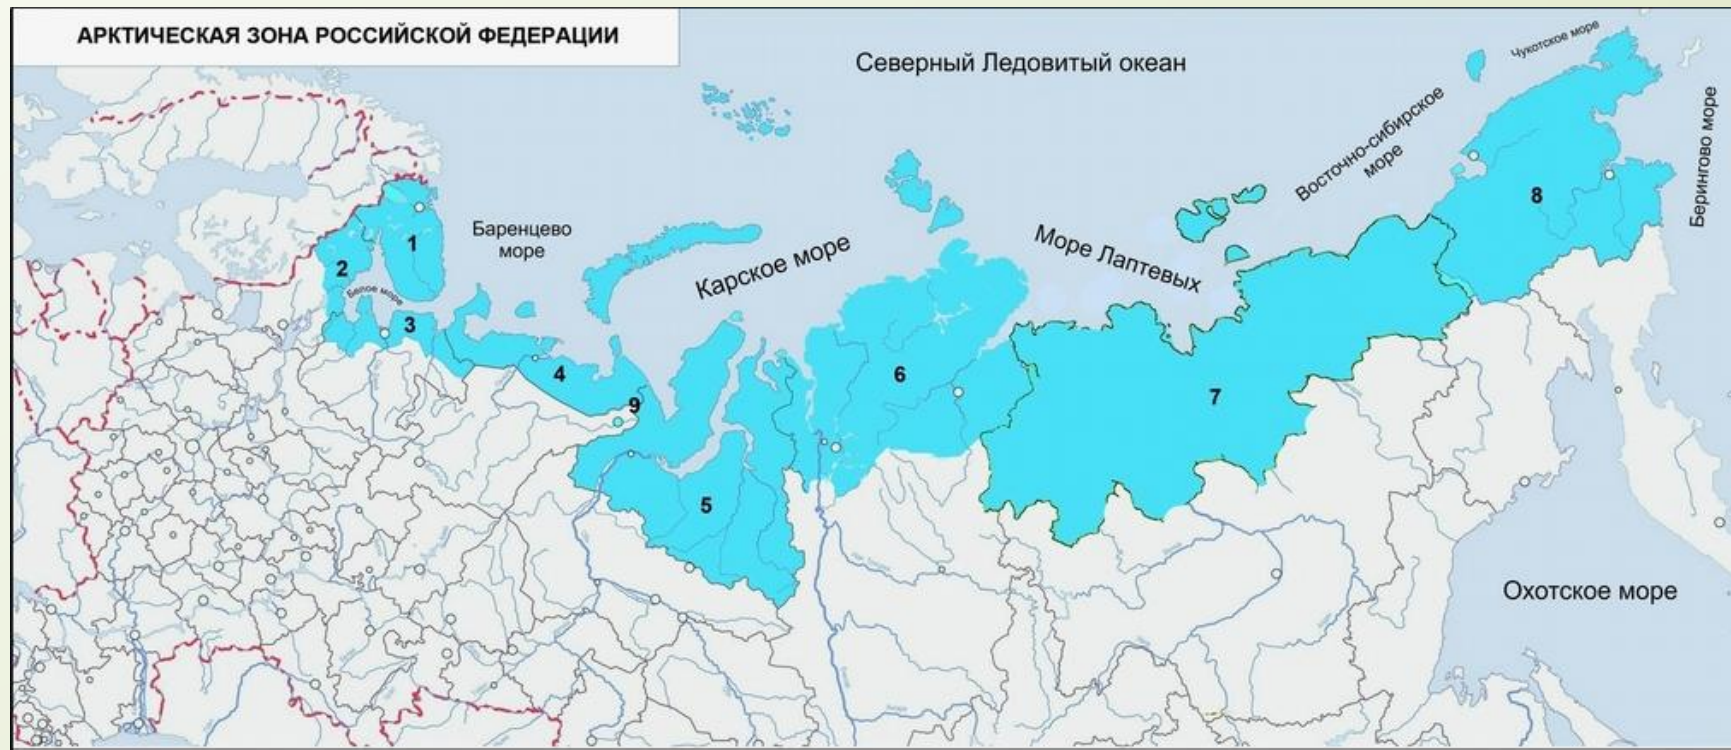 АРКТИЧЕСКАЯ ЗОНА РОССИЙСКОЙ ФЕДЕРАЦИИ
Северный Ледовитый океан
Чукотское море
Восточно-сибирское
море
Берингово море
Баренцево
море
Карское море
Море Лаптевых
Белое море
1
2
3
4
9
5
6
7
8
Охотское море